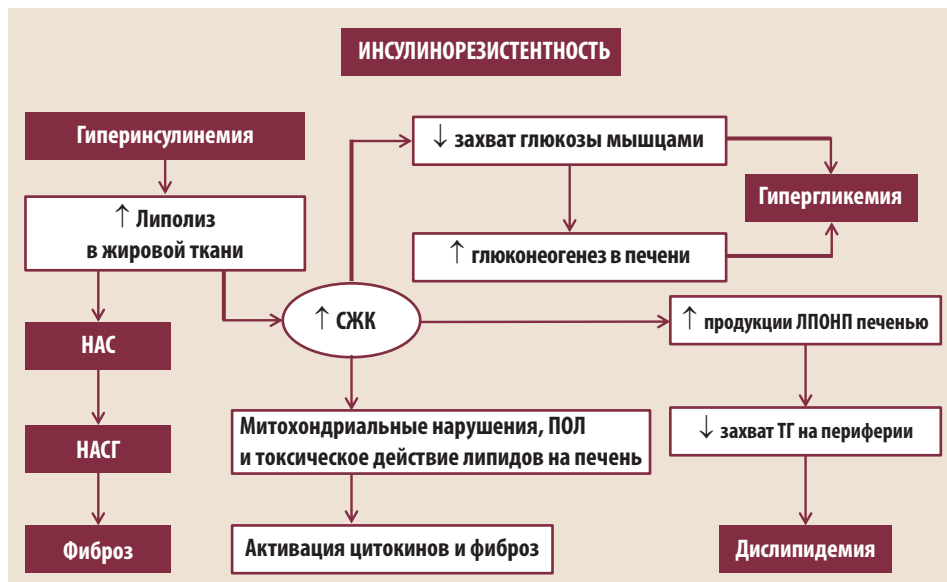 ИНСУЛИНОРЕЗИСТЕНТНОСТЬ
Гиперинсулинемия
↑ Липолиз
в жировой ткани
НАС
НАСГ
Фиброз
↑ СЖК
↓ захват глюкозы мышцами
↑ глюконеогенез в печени
Гипергликемия
Митохондриальные нарушения, ПОЛ
и токсическое действие липидов на печень
Активация цитокинов и фиброз
↑ продукции ЛПОНП печенью
↓ захват ТГ на периферии
Дислипидемия